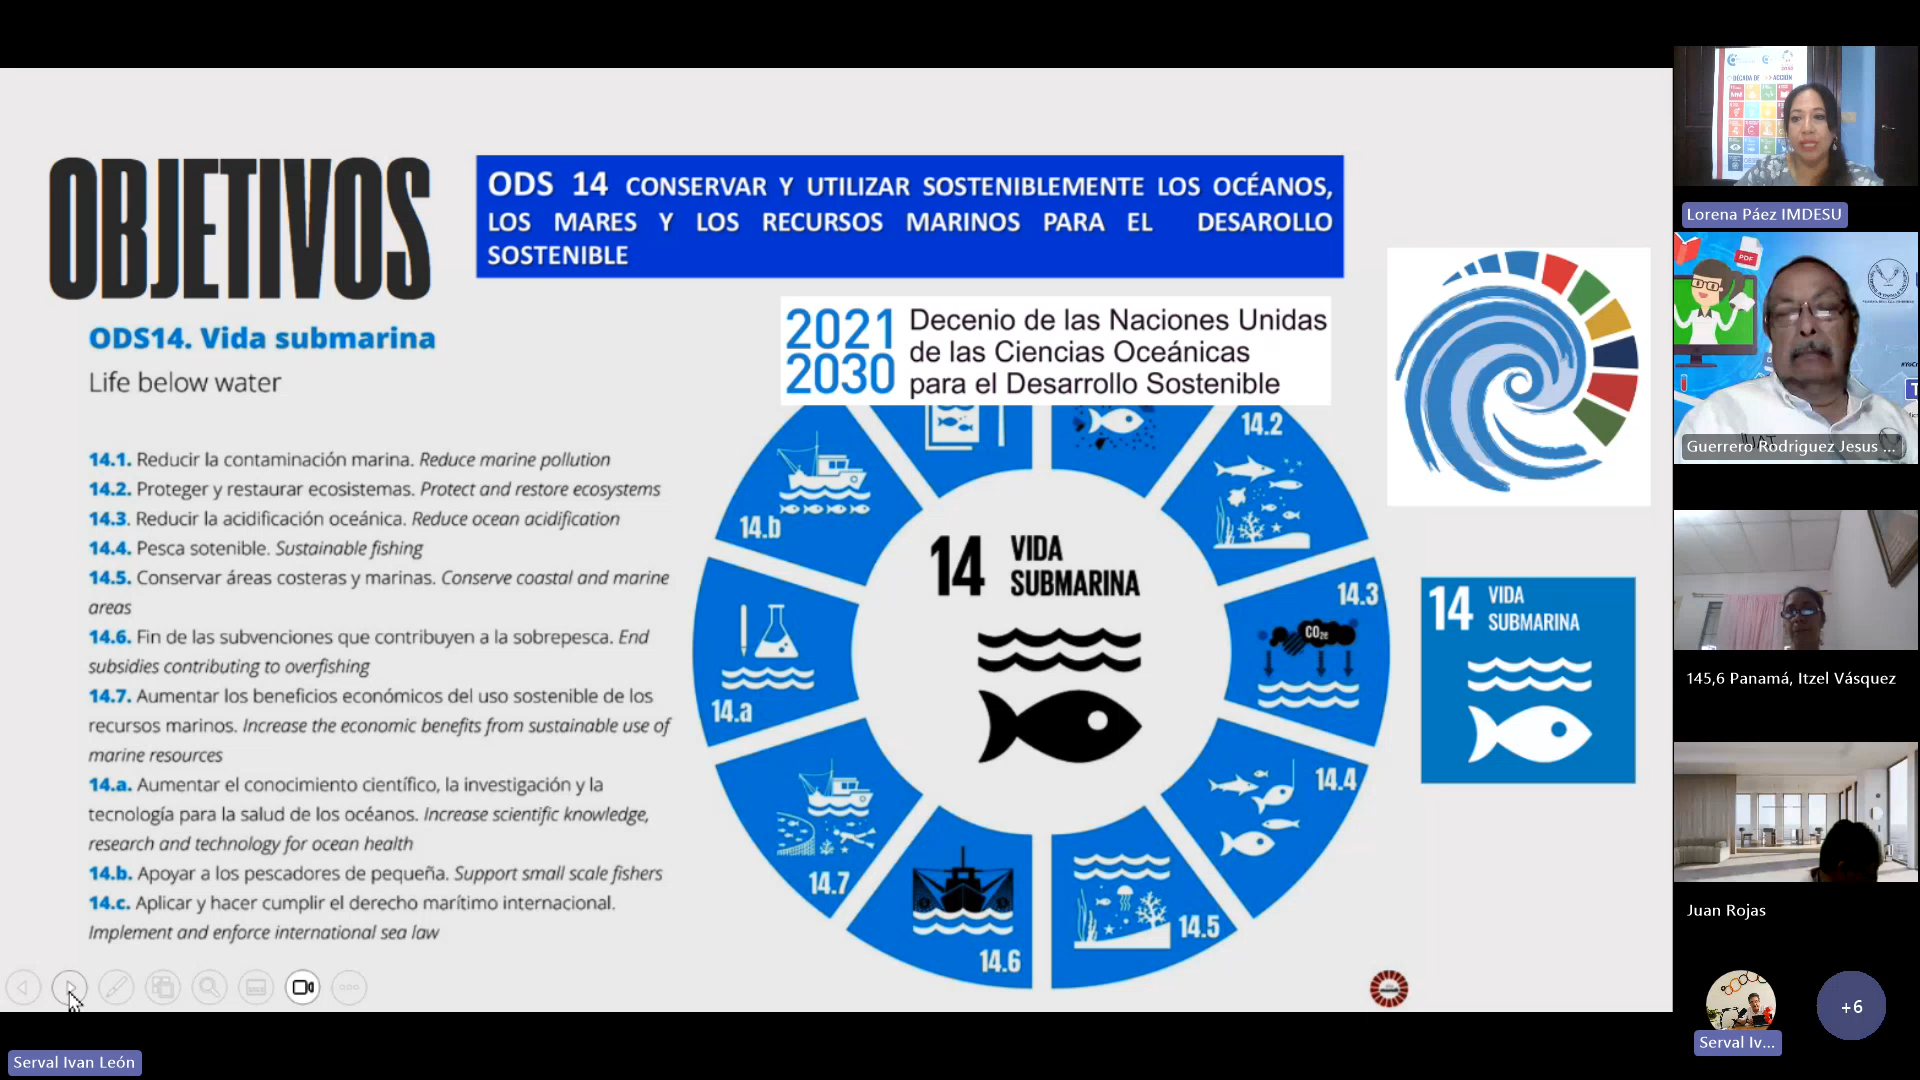 OBJETIVOS
ODS 14 CONSERVAR Y UTILIZAR SOSTENIBLEMENTE LOS OCÉANOS,
LOS MARES Y LOS RECURSOS MARINOS PARA EL DESAROLLO
SOSTENIBLE
2021
2030
Decenio de las Naciones Unidas
de las Ciencias Oceánicas
para el Desarrollo Sostenible
ODS14. Vida submarina
Life below water
14.1. Reducir la contaminación marina. Reduce marine pollution
14.2. Proteger y restaurar ecosistemas. Protect and restore ecosystems
14.3. Reducir la acidificación oceánica. Reduce ocean acidification
14.4. Pesca sotenible. Sustainable fishing
14.5. Conservar áreas costeras y marinas. Conserve coastal and marine
areas
14.6. Fin de las subvenciones que contribuyen a la sobrepesca. End
subsidies contributing to overfishing
14.7. Aumentar los beneficios económicos del uso sostenible de los
recursos marinos. Increase the economic benefits from sustainable use of
marine resources
14.a. Aumentar el conocimiento científico, la investigación y la
tecnología para la salud de los océanos. Increase scientific knowledge,
research and technology for ocean health
14.b. Apoyar a los pescadores de pequeña. Support small scale fishers
14.c. Aplicar y hacer cumplir el derecho marítimo internacional.
Implement and enforce international sea law
14.2
14.3
CO2e
14.4
14.5
14.6
14.7
14.a
14.b
14 VIDA
SUBMARINA
14 VIDA
SUBMARINA
DÉCADA DE ACCIÓN
Lorena Páez IMDESU
PDF
Guerrero Rodriguez Jesus ...
145,6 Panamá, Itzel Vásquez
Juan Rojas
Serval Iv...
+6
Serval Ivan León